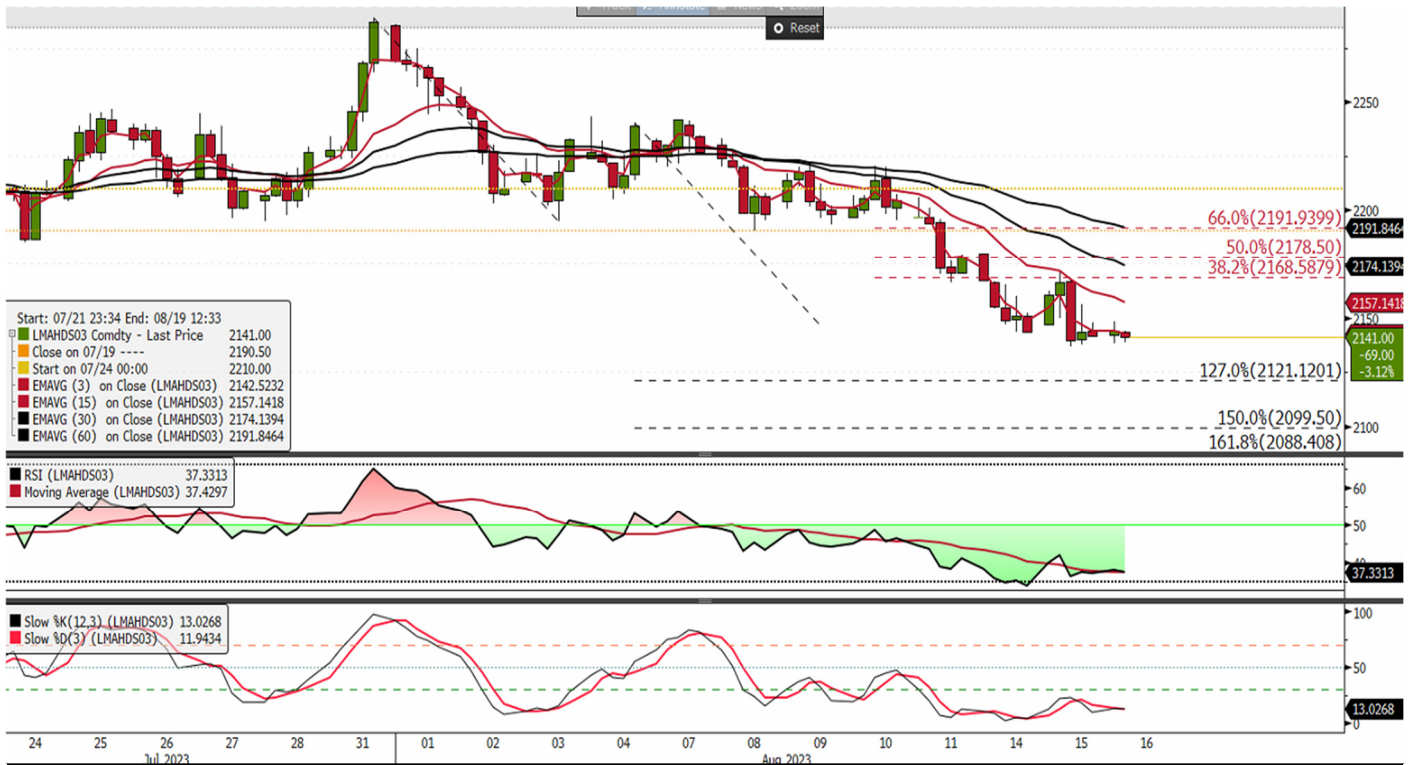 Reset
2250
2200
2150
2100
66.0%(2191.9399)
50.0%(2178.50)
38.2%(2168.5879)
127.0%(2121.1201)
150.0%(2099.50)
161.8%(2088.408)
2191.8464
2174.1394
2157.1418
2141.00
-69.00
-3.12%
Start: 07/21 23:34 End: 08/19 12:33
LMAHDS03 Comdty - Last Price 2141.00
Close on 07/19 ---- 2190.50
Start on 07/24 00:00 2210.00
EMAVG (3) on Close (LMAHDS03) 2142.5232
EMAVG (15) on Close (LMAHDS03) 2157.1418
EMAVG (30) on Close (LMAHDS03) 2174.1394
EMAVG (60) on Close (LMAHDS03) 2191.8464
RSI (LMAHDS03) 37.3313
Moving Average (LMAHDS03) 37.4297
60
50
40
37.3313
Slow %K(12,3) (LMAHDS03) 13.0268
Slow %D(3) (LMAHDS03) 11.9434
100
50
13.0268
0
24 25 26 27 28 31 01 02 03 04 07 08 09 10 11 14 15 16
Jul 2023 Aug 2023